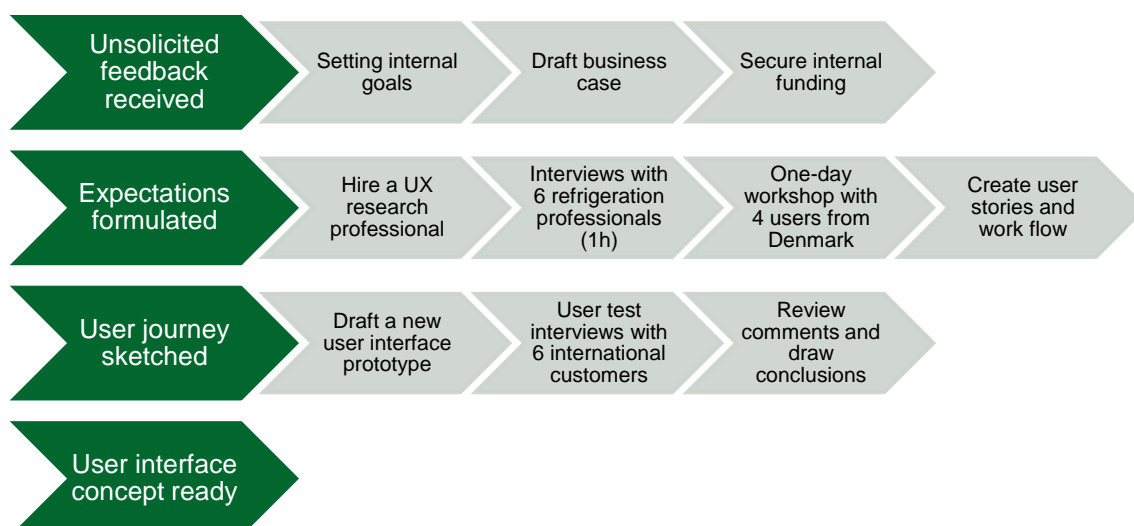 Unsolicited
feedback
received
Setting internal
goals
Draft business
case
Secure internal
funding
Expectations
formulated
Hire a UX
research
professional
Interviews with
6 refrigeration
professionals
(1h)
One-day
workshop with
4 users from
Denmark
Create user
stories and
work flow
User journey
sketched
Draft a new
user interface
prototype
User test
interviews with
6 international
customers
Review
comments and
draw
conclusions
User interface
concept ready